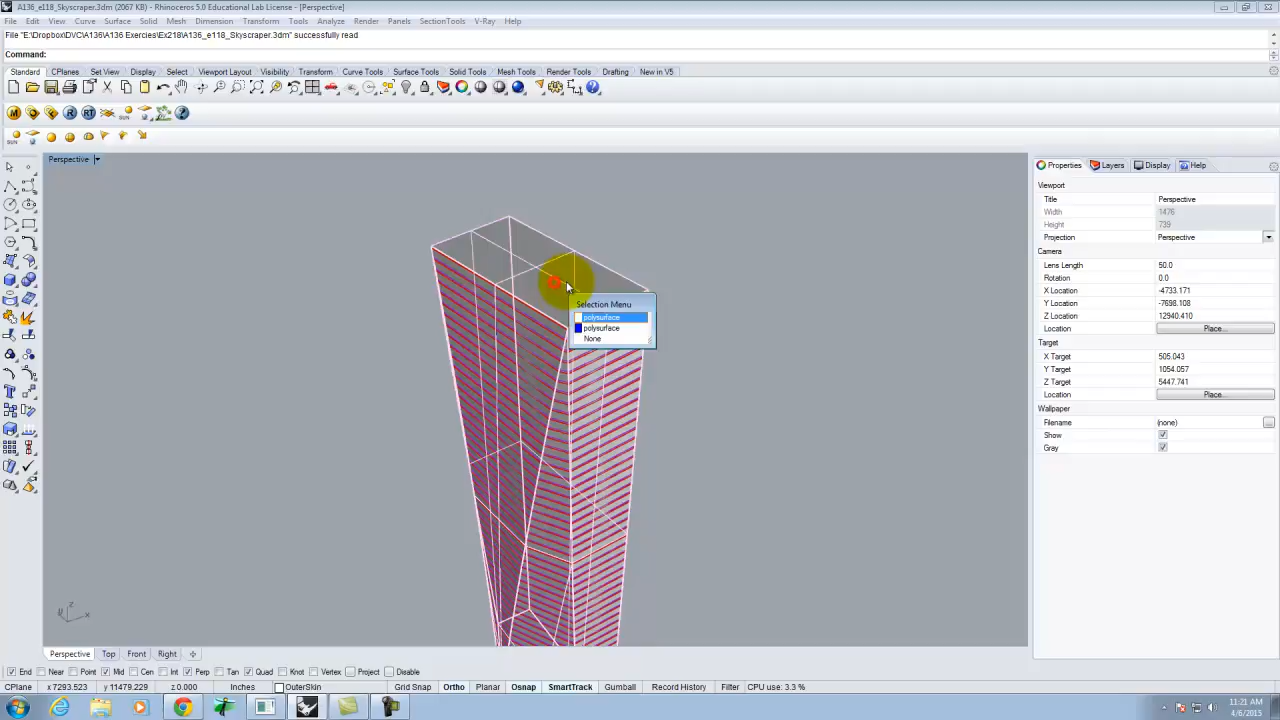 A136_e118_Skyscraper.3dm (2067 KB) - Rhinoceros 5.0 Educational Lab License - [Perspective]
File Edit View Curve Surface Solid Mesh Dimension Transform Tools Analyze Render Panels SectionTools V-Ray Help
File "E:\Dropbox\DVC\A136\A136 Exercies\Ex218\A136_e118_Skyscraper.3dm" successfully read
Command:
Standard CPlanes Set View Display Select Viewport Layout Visibility Transform Curve Tools Surface Tools Solid Tools Mesh Tools Render Tools Drafting New in V5
Perspective
Selection Menu
polysurface
polysurface
None
z
y
x
Properties Layers Display Help
Viewport
Title Perspective
Width 1476
Height 739
Projection Perspective
Camera
Lens Length 50.0
Rotation 0.0
X Location -4733.171
Y Location -7698.108
Z Location 12940.410
Location Place...
Target
X Target 505.043
Y Target 1054.057
Z Target 5447.741
Location Place...
Wallpaper
Filename (none) ...
Show
Gray
Perspective Top Front Right
End Near Point Mid Cen Int Perp Tan Quad Knot Vertex Project Disable
CPlane x 7293.523 y 11479.229 z 0.000 Inches OuterSkin Grid Snap Ortho Planar Osnap SmartTrack Gumball Record History Filter CPU use: 3.3 %
11:21 AM
4/6/2015